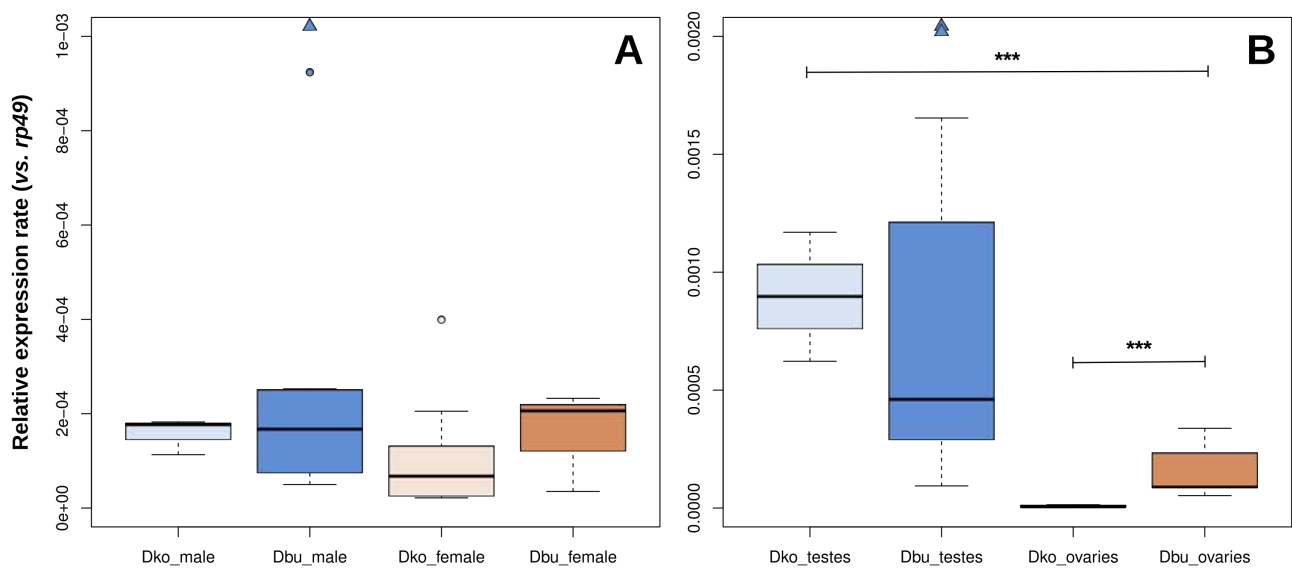 Relative expression rate (vs. rp49)
A
1e−03
8e−04
6e−04
4e−04
2e−04
0e+00
Dko_male Dbu_male Dko_female Dbu_female
B
0.0020
0.0015
0.0010
0.0005
0.0000
***
***
Dko_testes Dbu_testes Dko_ovaries Dbu_ovaries